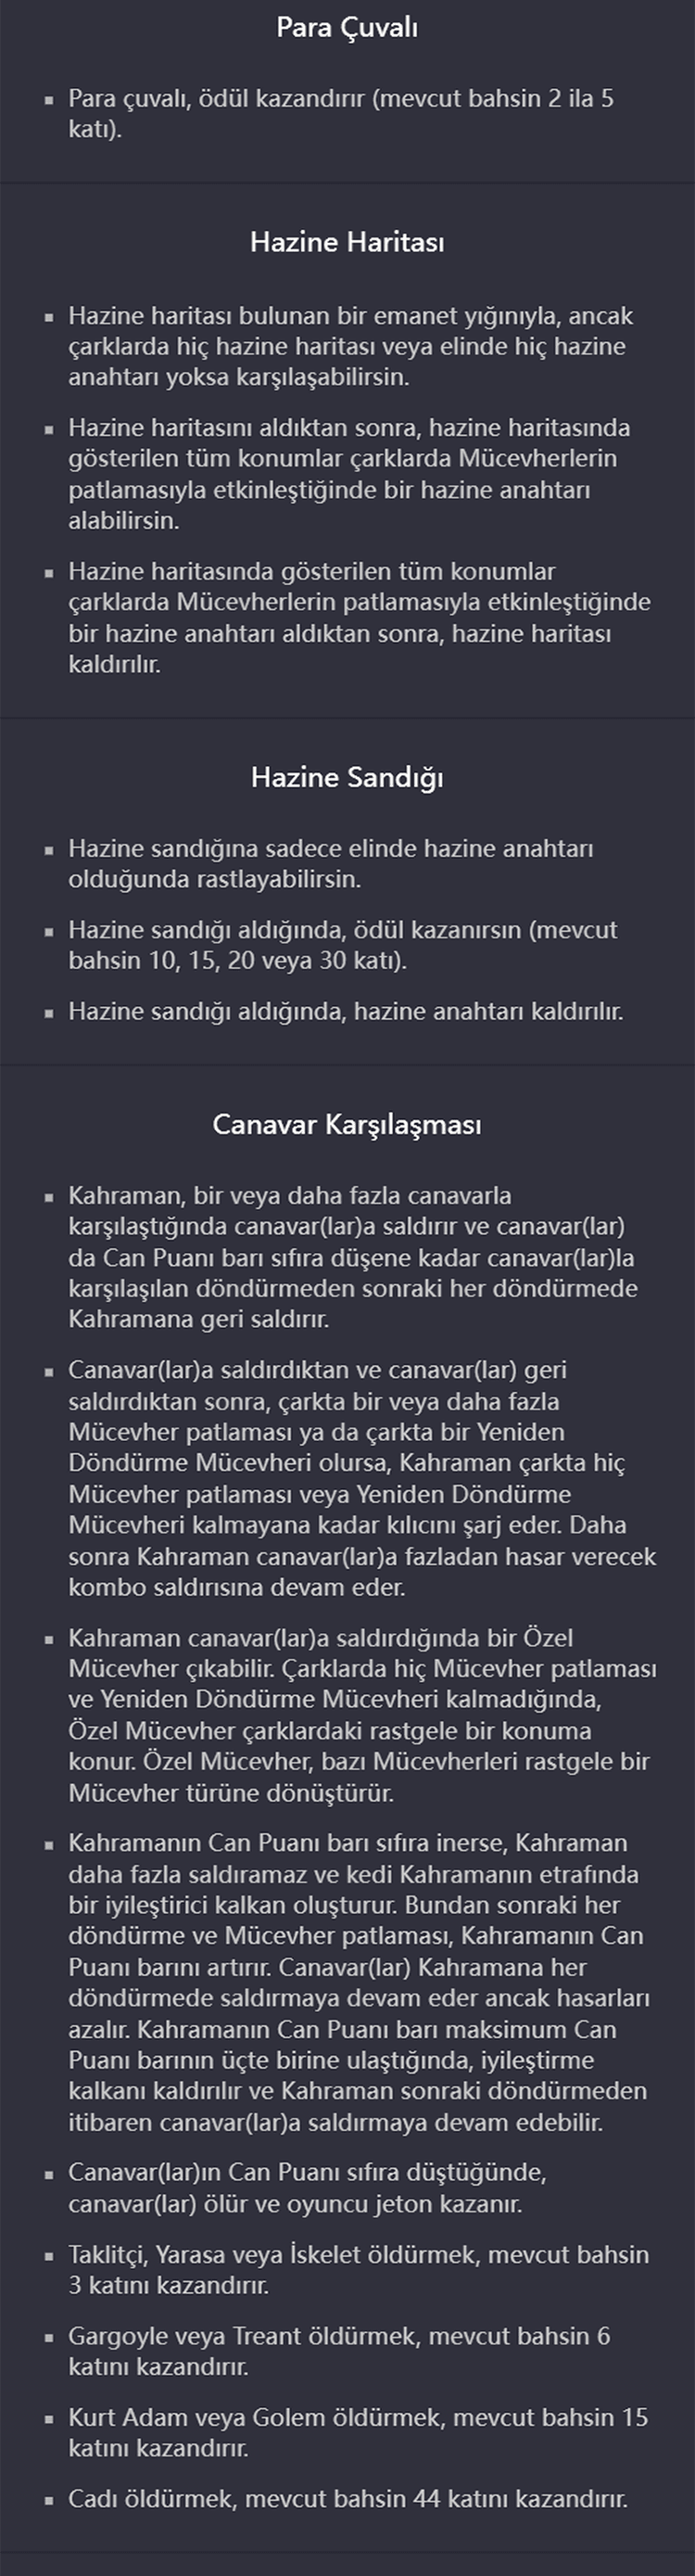 Para Çuvalı
▪ Para çuvalı, ödül kazandırır (mevcut bahsin 2 ila 5
katı).
Hazine Haritası
▪ Hazine haritası bulunan bir emanet yığınıyla, ancak
çarklarda hiç hazine haritası veya elinde hiç hazine
anahtarı yoksa karşılaşabilirsin.
▪ Hazine haritasını aldıktan sonra, hazine haritasında
gösterilen tüm konumlar çarklarda Mücevherlerin
patlamasıyla etkinleştiğinde bir hazine anahtarı
alabilirsin.
▪ Hazine haritasında gösterilen tüm konumlar
çarklarda Mücevherlerin patlamasıyla etkinleştiğinde
bir hazine anahtarı aldıktan sonra, hazine haritası
kaldırılır.
Hazine Sandığı
▪ Hazine sandığına sadece elinde hazine anahtarı
olduğunda rastlayabilirsin.
▪ Hazine sandığı aldığında, ödül kazanırsın (mevcut
bahsin 10, 15, 20 veya 30 katı).
▪ Hazine sandığı aldığında, hazine anahtarı kaldırılır.
Canavar Karşılaşması
▪ Kahraman, bir veya daha fazla canavarla
karşılaştığında canavar(lar)a saldırır ve canavar(lar)
da Can Puanı barı sıfıra düşene kadar canavar(lar)la
karşılaşılan döndürmeden sonraki her döndürmede
Kahramana geri saldırır.
▪ Canavar(lar)a saldırdıktan ve canavar(lar) geri
saldırdıktan sonra, çarkta bir veya daha fazla
Mücevher patlaması ya da çarkta bir Yeniden
Döndürme Mücevheri olursa, Kahraman çarkta hiç
Mücevher patlaması veya Yeniden Döndürme
Mücevheri kalmayana kadar kılıcını şarj eder. Daha
sonra Kahraman canavar(lar)a fazladan hasar verecek
kombo saldırısına devam eder.
▪ Kahraman canavar(lar)a saldırdığında bir Özel
Mücevher çıkabilir. Çarklarda hiç Mücevher patlaması
ve Yeniden Döndürme Mücevheri kalmadığında,
Özel Mücevher çarklardaki rastgele bir konuma
konur. Özel Mücevher, bazı Mücevherleri rastgele bir
Mücevher türüne dönüştürür.
▪ Kahramanın Can Puanı barı sıfıra inerse, Kahraman
daha fazla saldıramaz ve kedi Kahramanın etrafında
bir iyileştirici kalkan oluşturur. Bundan sonraki her
döndürme ve Mücevher patlaması, Kahramanın Can
Puanı barını artırır. Canavar(lar) Kahramana her
döndürmede saldırmaya devam eder ancak hasarları
azalır. Kahramanın Can Puanı barı maksimum Can
Puanı barının üçte birine ulaştığında, iyileştirme
kalkanı kaldırılır ve Kahraman sonraki döndürmeden
itibaren canavar(lar)a saldırmaya devam edebilir.
▪ Canavar(lar)ın Can Puanı sıfıra düştüğünde,
canavar(lar) ölür ve oyuncu jeton kazanır.
▪ Taklitçi, Yarasa veya İskelet öldürmek, mevcut bahsin
3 katını kazandırır.
▪ Gargoyle veya Treant öldürmek, mevcut bahsin 6
katını kazandırır.
▪ Kurt Adam veya Golem öldürmek, mevcut bahsin 15
katını kazandırır.
▪ Cadı öldürmek, mevcut bahsin 44 katını kazandırır.